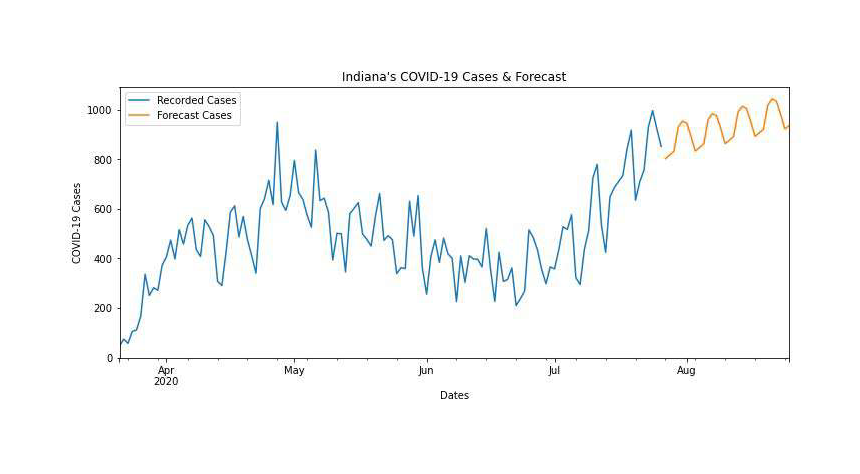 Indiana's COVID-19 Cases & Forecast
Recorded Cases
Forecast Cases
1000
800
600
400
200
0
COVID-19 Cases
Apr
2020
May
Jun
Jul
Aug
Dates